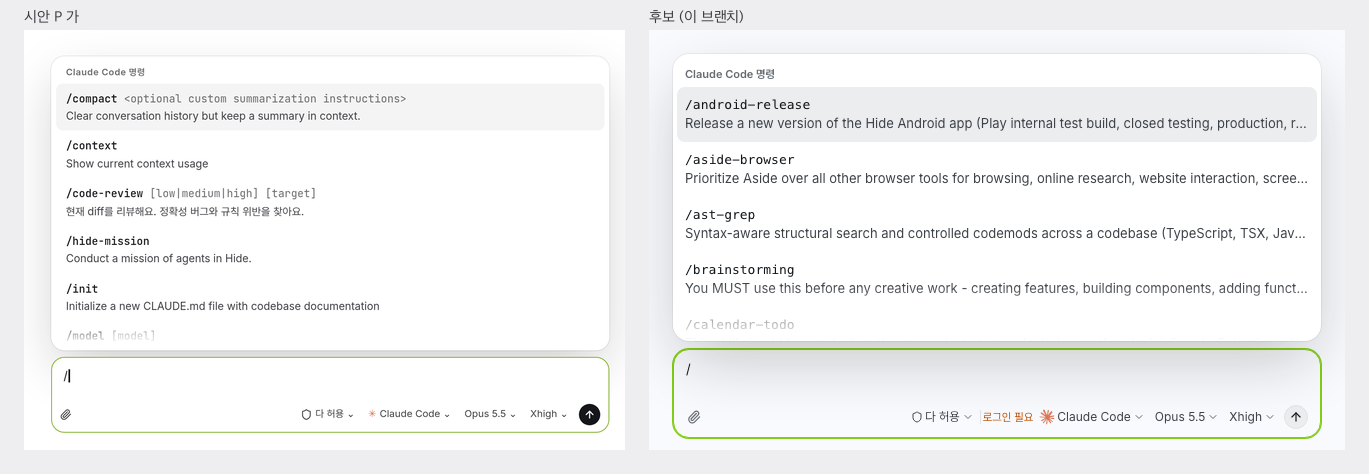 시안 P 가
Claude Code 명령
/compact <optional custom summarization instructions>
Clear conversation history but keep a summary in context.
/context
Show current context usage
/code-review [low|medium|high] [target]
현재 diff를 리뷰해요. 정확성 버그와 규칙 위반을 찾아요.
/hide-mission
Conduct a mission of agents in Hide.
/init
Initialize a new CLAUDE.md file with codebase documentation
/model [model]
/
다 허용 Claude Code Opus 5.5 Xhigh
후보 (이 브랜치)
Claude Code 명령
/android-release
Release a new version of the Hide Android app (Play internal test build, closed testing, production, r...
/aside-browser
Prioritize Aside over all other browser tools for browsing, online research, website interaction, scree...
/ast-grep
Syntax-aware structural search and controlled codemods across a codebase (TypeScript, TSX, Jav...
/brainstorming
You MUST use this before any creative work - creating features, building components, adding funct...
/calendar-todo
/
다 허용 로그인 필요 Claude Code Opus 5.5 Xhigh